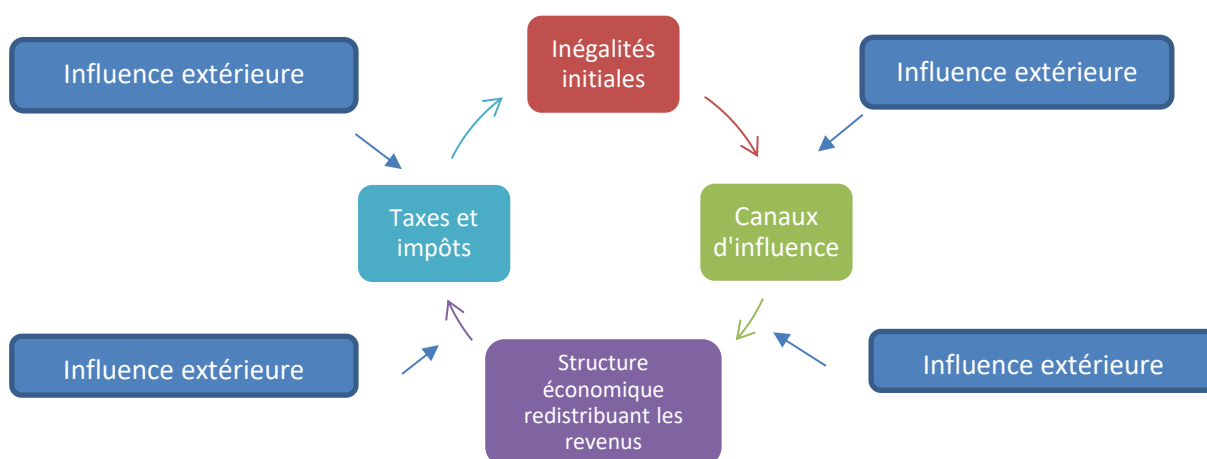 Influence extérieure
Inégalités
initiales
Influence extérieure
Taxes et
impôts
Canaux
d'influence
Influence extérieure
Structure
économique
redistribuant les
revenus
Influence extérieure